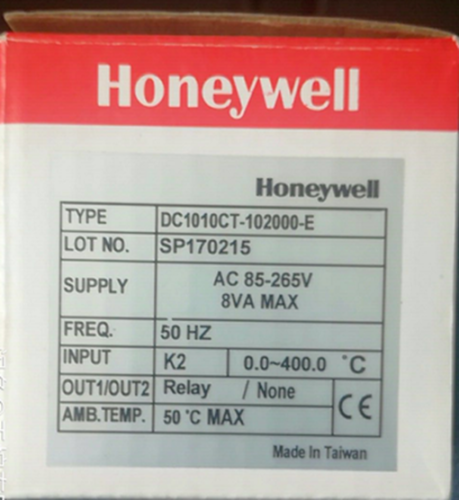 Honeywell
Honeywell
TYPE DC1010CT-102000-E
LOT NO. SP170215
SUPPLY AC 85-265V
8VA MAX
FREQ. 50 HZ
INPUT K2 0.0~400.0 °C
OUT1/OUT2 Relay / None
AMB.TEMP. 50 °C MAX
CE
Made In Taiwan